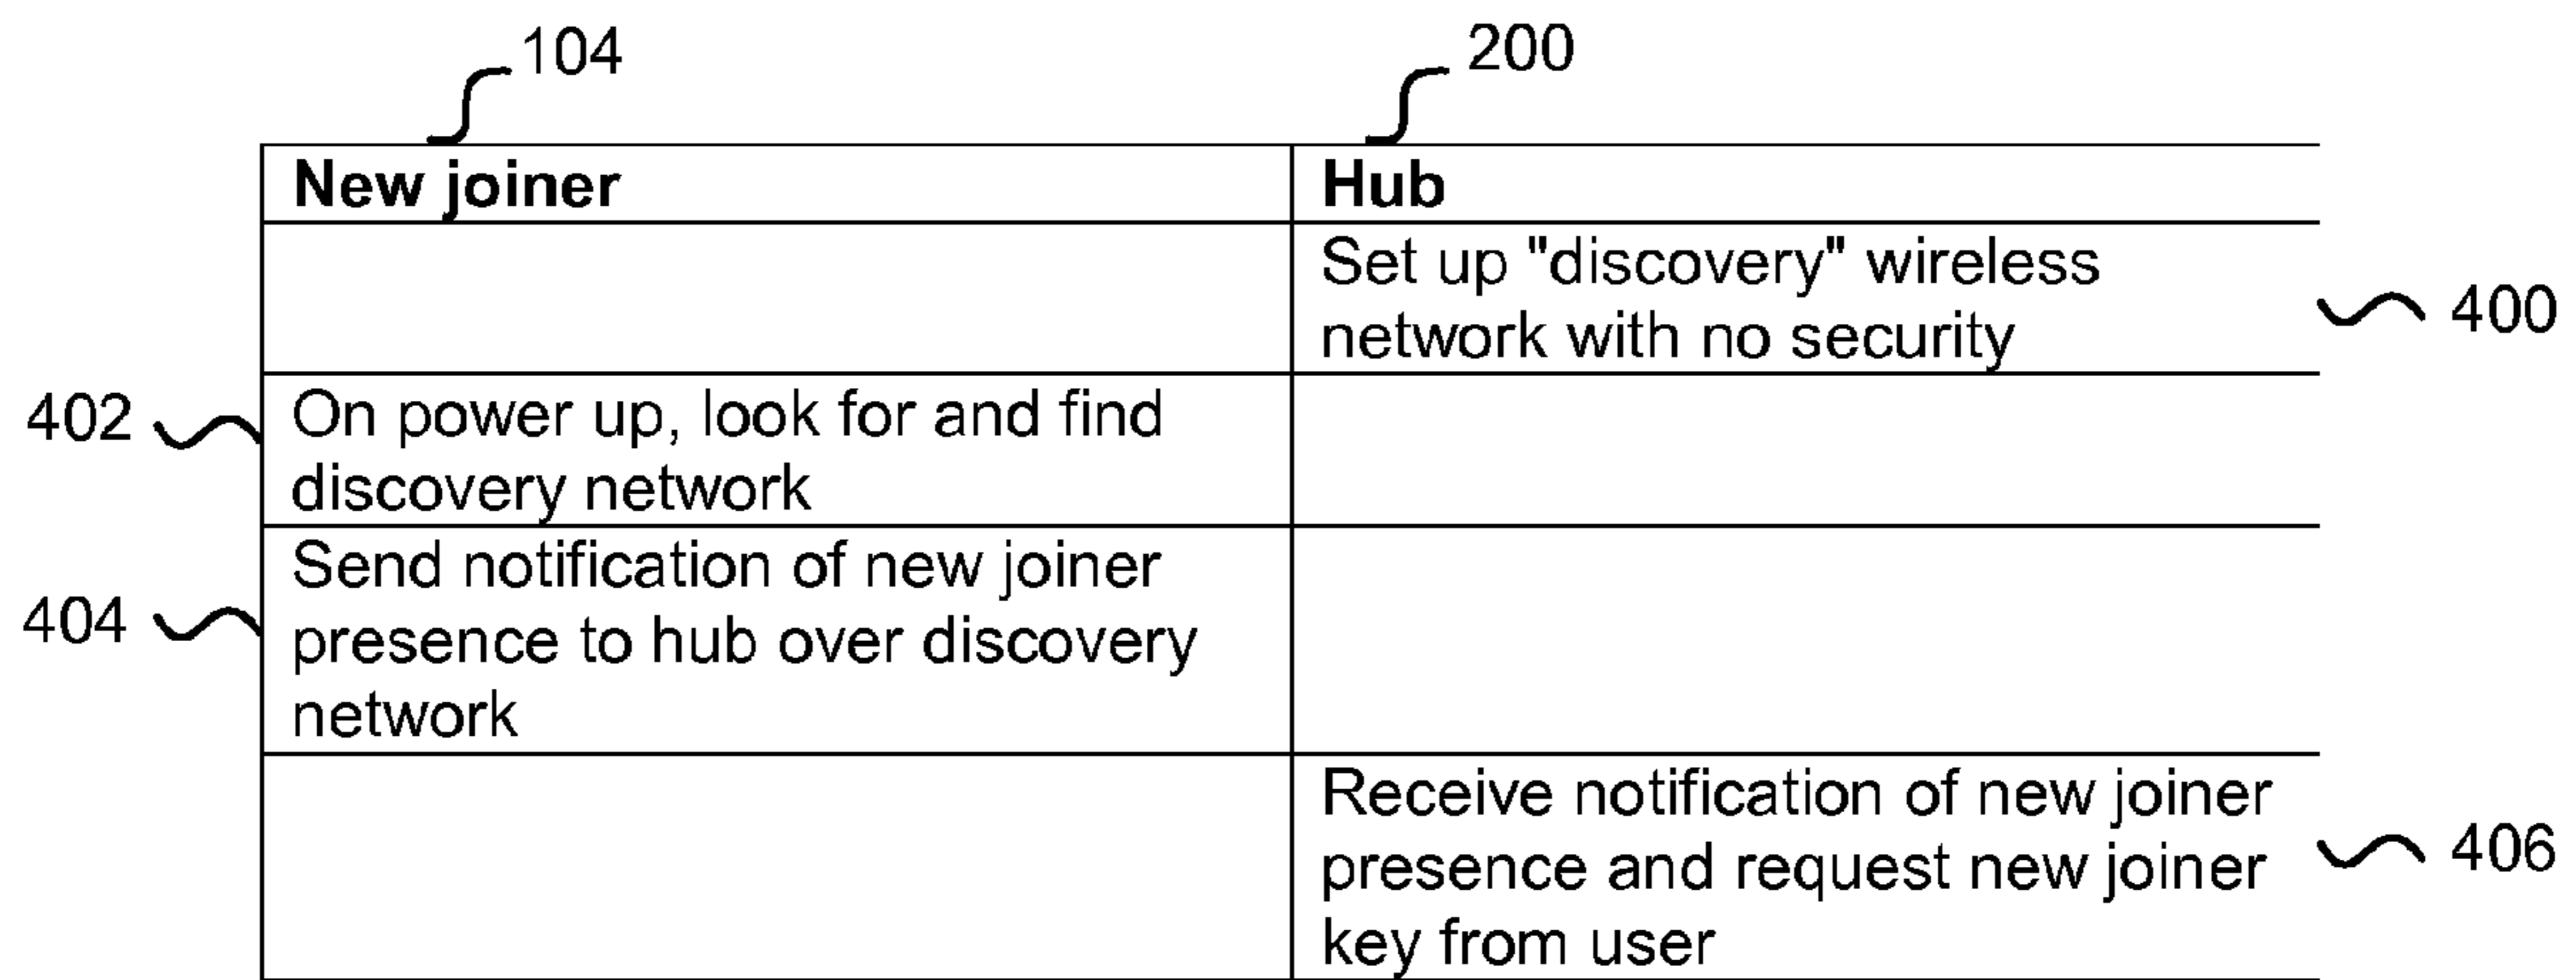 104
200
New joiner
Hub
Set up "discovery" wireless
network with no security
400
402
On power up, look for and find
discovery network
404
Send notification of new joiner
presence to hub over discovery
network
Receive notification of new joiner
presence and request new joiner
key from user
406